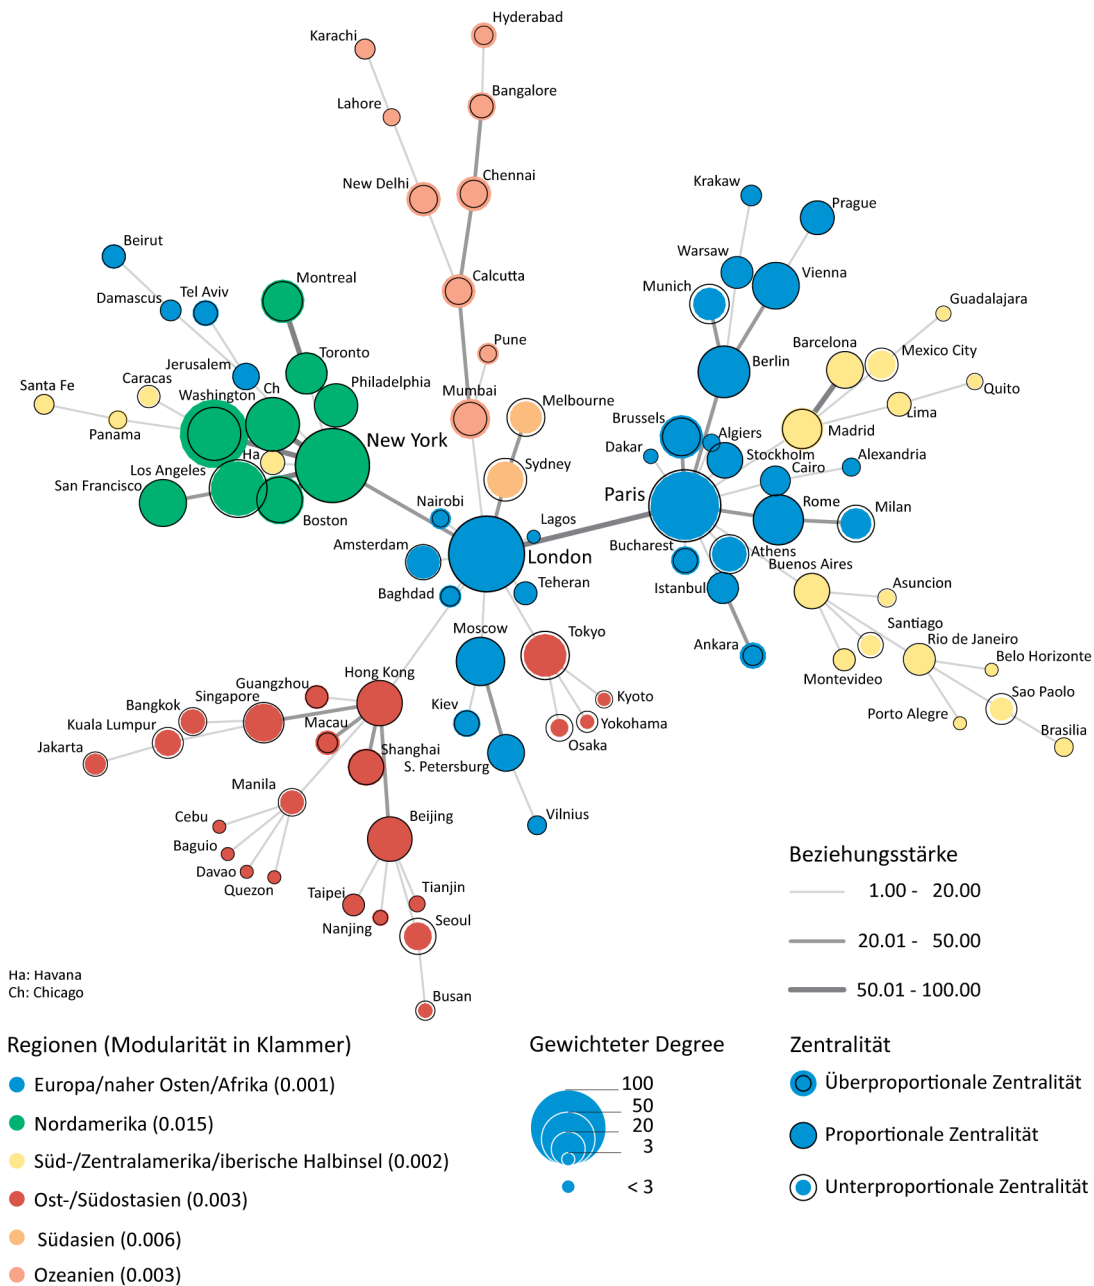 Hyderabad
Karachi
Bangalore
Lahore
Chennai
New Delhi
Krakaw
Prague
Beirut
Warsaw
Montreal
Calcutta
Vienna
Munich
Damascus
Tel Aviv
Guadalajara
Pune
Barcelona
Mexico City
Toronto
Jerusalem
Berlin
Caracas
Ch
Philadelphia
Santa Fe
Quito
Washington
Mumbai
Melbourne
Lima
Brussels
Panama
New York
Algiers
Madrid
Dakar
Stockholm
Ha
Alexandria
Los Angeles
Sydney
Cairo
San Francisco
Paris
Nairobi
Rome
Milan
Boston
Lagos
Amsterdam
London
Bucharest
Athens
Buenos Aires
Baghdad
Teheran
Istanbul
Asuncion
Moscow
Tokyo
Santiago
Rio de Janeiro
Ankara
Belo Horizonte
Hong Kong
Montevideo
Guangzhou
Singapore
Kyoto
Sao Paolo
Bangkok
Kiev
Porto Alegre
Kuala Lumpur
Macau
Yokohama
Brasilia
Jakarta
Shanghai
Osaka
S. Petersburg
Manila
Cebu
Beijing
Vilnius
Baguio
Davao
Quezon
Taipei
Tianjin
Nanjing
Seoul
Busan
Beziehungsstärke
1.00 - 20.00
20.01 - 50.00
50.01 - 100.00
Ha: Havana
Ch: Chicago
Regionen (Modularität in Klammer)
Europa/naher Osten/Afrika (0.001)
Nordamerika (0.015)
Süd-/Zentralamerika/iberische Halbinsel (0.002)
Ost-/Südostasien (0.003)
Südasien (0.006)
Ozeanien (0.003)
Gewichteter Degree
100
50
20
3
< 3
Zentralität
Überproportionale Zentralität
Proportionale Zentralität
Unterproportionale Zentralität